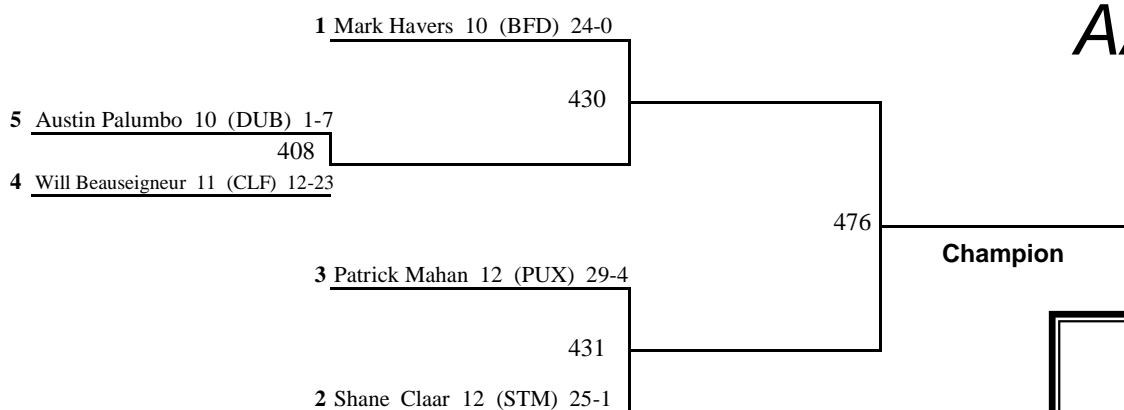 1 Mark Havers 10 (BFD) 24-0
430
5 Austin Palumbo 10 (DUB) 1-7
408
4 Will Beauseigneur 11 (CLF) 12-23
476
Champion
3 Patrick Mahan 12 (PUX) 29-4
431
2 Shane Claar 12 (STM) 25-1